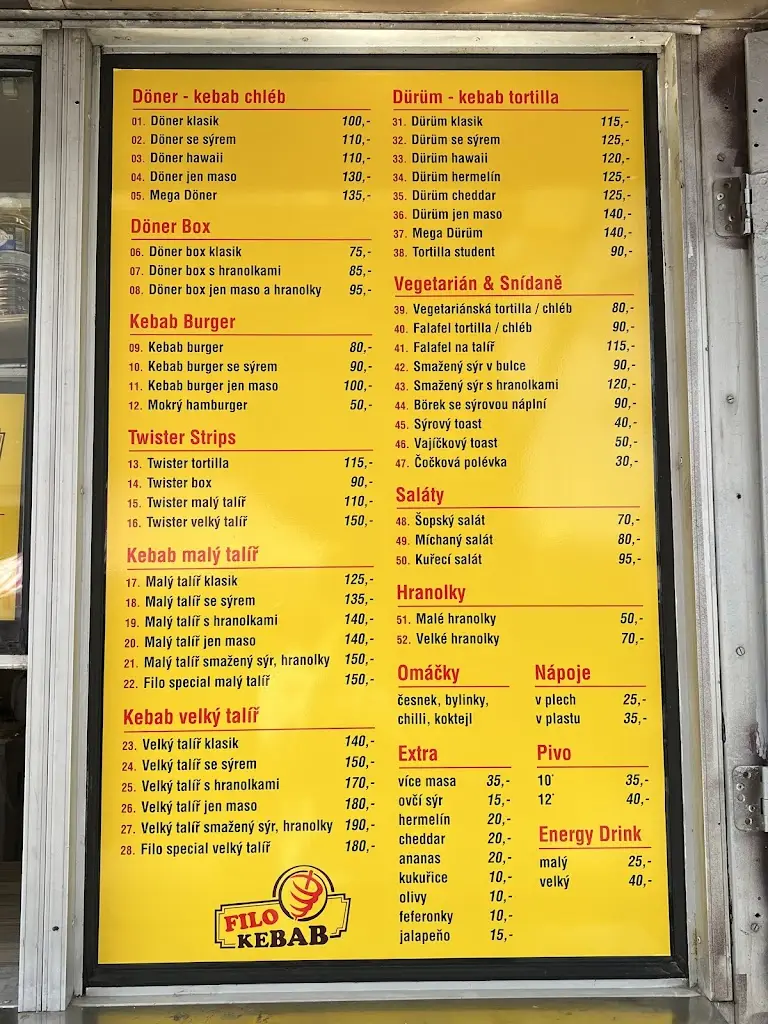 Döner - kebab chléb
01. Döner klasik 100,-
02. Döner se sýrem 110,-
03. Döner hawaii 110,-
04. Döner jen maso 130,-
05. Mega Döner 135,-
Döner Box
06. Döner box klasik 75,-
07. Döner box s hranolkami 85,-
08. Döner box jen maso a hranolky 95,-
Kebab Burger
09. Kebab burger 80,-
10. Kebab burger se sýrem 90,-
11. Kebab burger jen maso 100,-
12. Mokrý hamburger 50,-
Twister Strips
13. Twister tortilla 115,-
14. Twister box 90,-
15. Twister malý talíř 110,-
16. Twister velký talíř 150,-
Kebab malý talíř
17. Malý talíř klasik 125,-
18. Malý talíř se sýrem 135,-
19. Malý talíř s hranolkami 140,-
20. Malý talíř jen maso 140,-
21. Malý talíř smažený sýr, hranolky 150,-
22. Filo special malý talíř 150,-
Kebab velký talíř
23. Velký talíř klasik 140,-
24. Velký talíř se sýrem 150,-
25. Velký talíř s hranolkami 170,-
26. Velký talíř jen maso 180,-
27. Velký talíř smažený sýr, hranolky 190,-
28. Filo special velký talíř 180,-
FILO
KEBAB
Dürüm - kebab tortilla
31. Dürüm klasik 115,-
32. Dürüm se sýrem 125,-
33. Dürüm hawaii 120,-
34. Dürüm hermelín 125,-
35. Dürüm cheddar 125,-
36. Dürüm jen maso 140,-
37. Mega Dürüm 140,-
38. Tortilla student 90,-
Vegetarián & Snídaně
39. Vegetariánská tortilla / chléb 80,-
40. Falafel tortilla / chléb 90,-
41. Falafel na talíř 115,-
42. Smažený sýr v bulce 90,-
43. Smažený sýr s hranolkami 120,-
44. Börek se sýrovou náplní 90,-
45. Sýrový toast 40,-
46. Vajíčkový toast 50,-
47. Čočková polévka 30,-
Saláty
48. Šopský salát 70,-
49. Míchaný salát 80,-
50. Kuřecí salát 95,-
Hranolky
51. Malé hranolky 50,-
52. Velké hranolky 70,-
Omáčky
česnek, bylinky,
chilli, koktejl
Extra
více masa 35,-
ovčí sýr 15,-
hermelín 20,-
cheddar 20,-
ananas 20,-
kukuřice 10,-
olivy 10,-
feferonky 10,-
jalapeño 15,-
Nápoje
v plech 25,-
v plastu 35,-
Pivo
10° 35,-
12° 40,-
Energy Drink
malý 25,-
velký 40,-